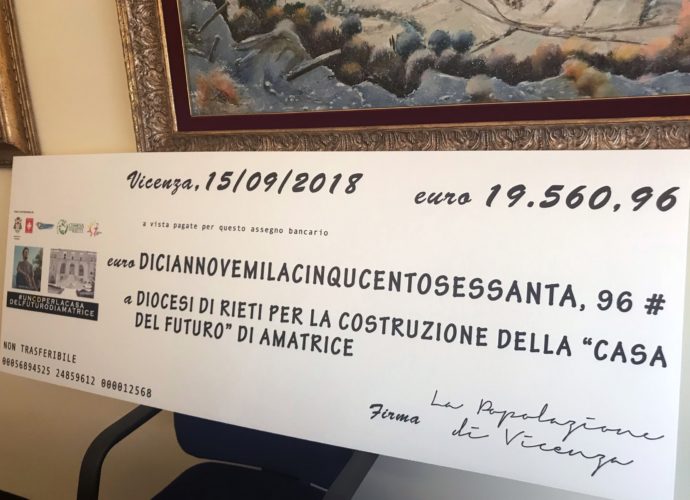 Vicenza, 15/09/2018
euro 19.560,96
a vista pagate per questo assegno bancario
euro DICIANNOVEMILACINQUCENTOSESSANTA, 96 #
a DIOCESI DI RIETI PER LA COSTRUZIONE DELLA “CASA
DEL FUTURO” DI AMATRICE
#UNCDPERLACASA
DELFUTURODIAMATRICE
NON TRASFERIBILE
00056894525 24859612 000012568
Firma La Popolazione
di Vicenza